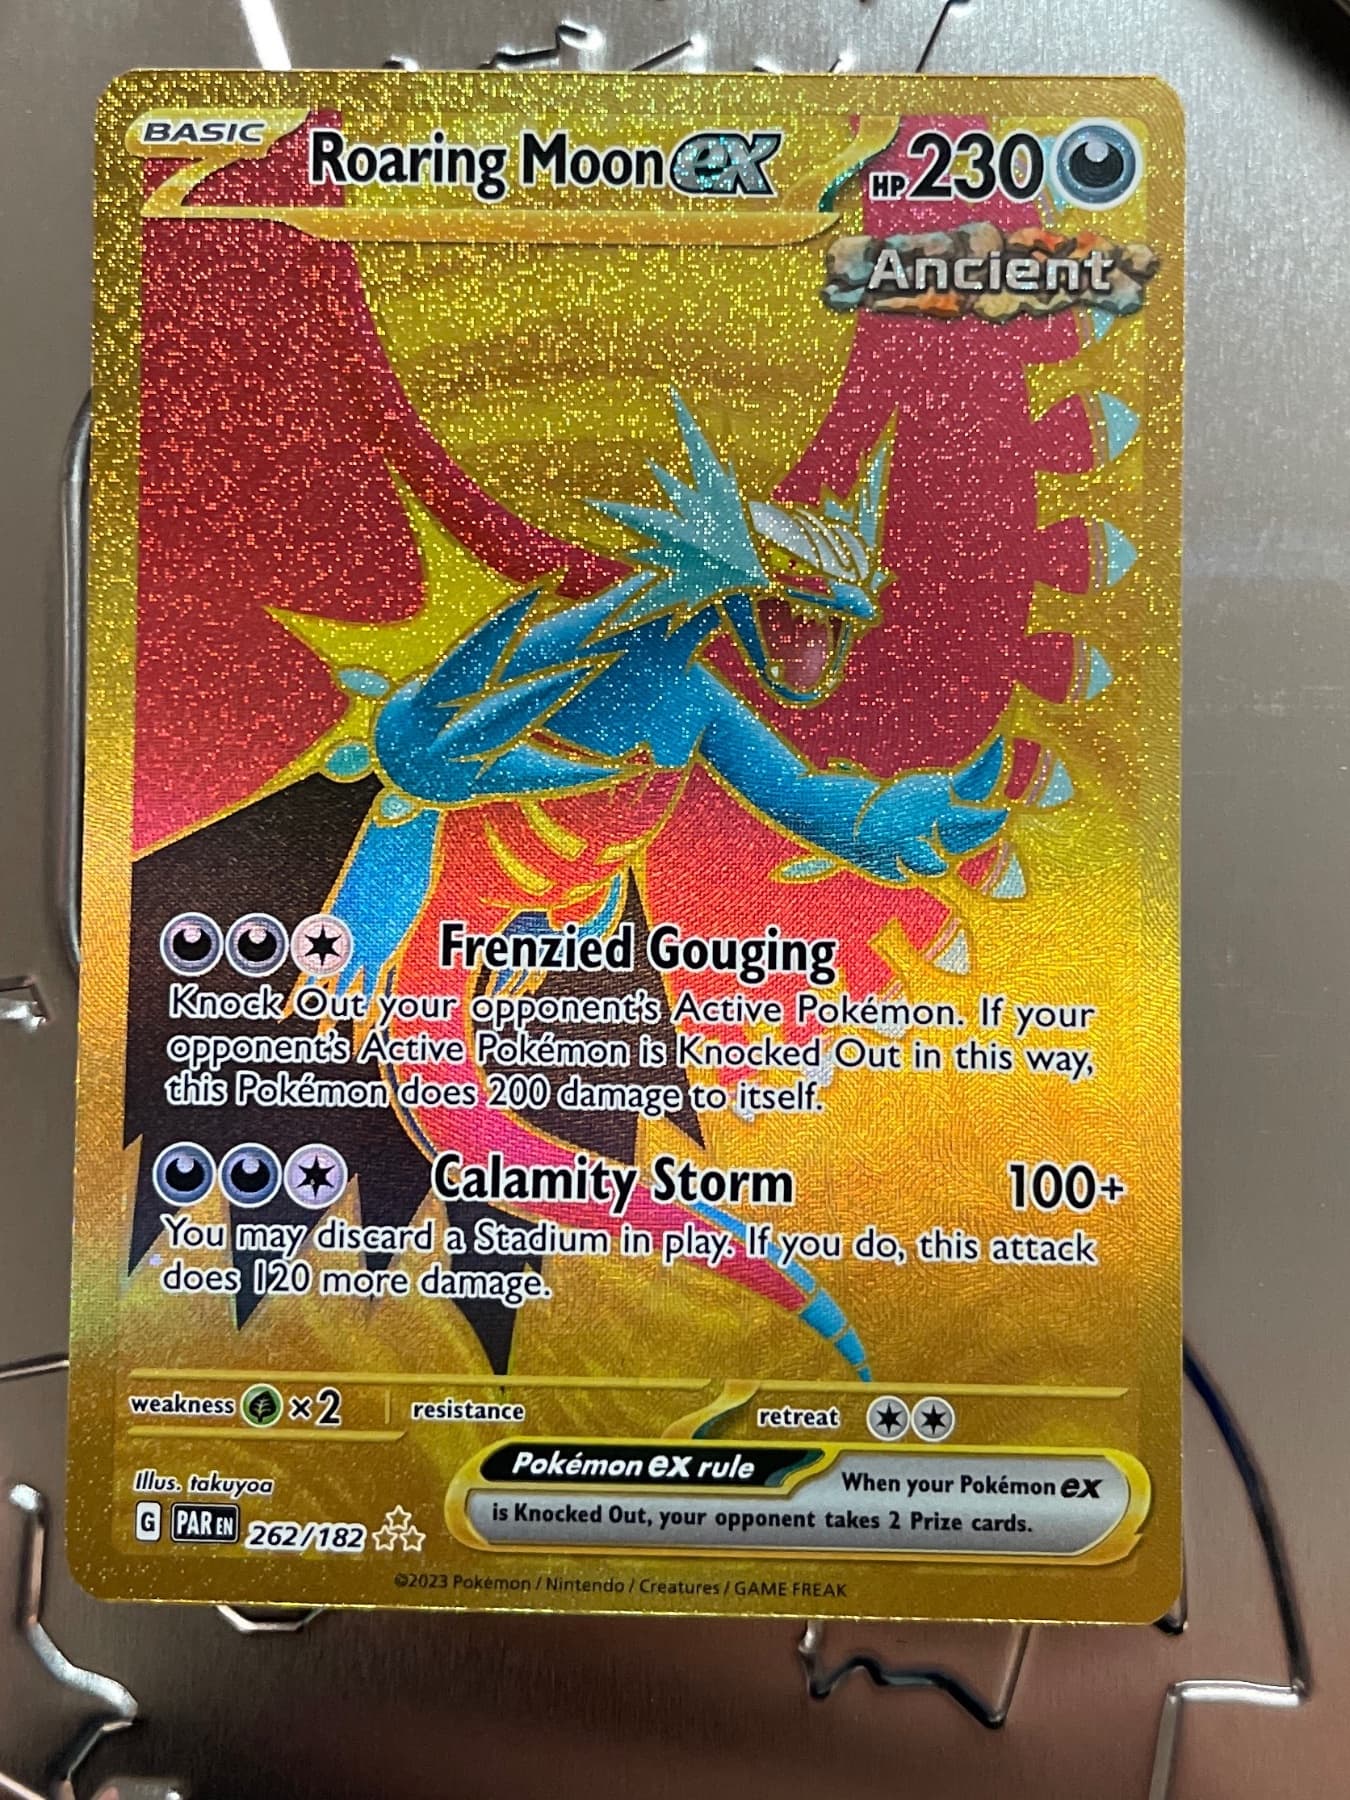 BASIC Roaring Moon ex HP 230
Ancient
Frenzied Gouging
Knock Out your opponent's Active Pokémon. If your
opponent's Active Pokémon is Knocked Out in this way,
this Pokémon does 200 damage to itself.
Calamity Storm 100+
You may discard a Stadium in play. If you do, this attack
does 120 more damage.
weakness ×2 resistance retreat
Pokémon ex rule When your Pokémon ex
is Knocked Out, your opponent takes 2 Prize cards.
Illus. takuyoa
G PAR EN 262/182
©2023 Pokémon / Nintendo / Creatures / GAME FREAK